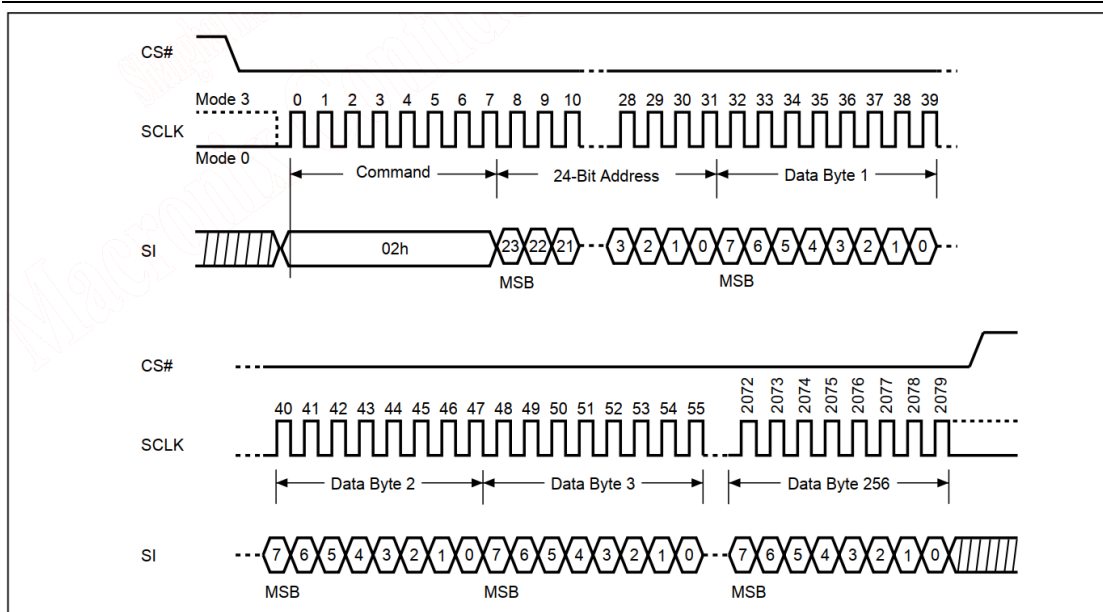 CS#
Mode 3 0 1 2 3 4 5 6 7 8 9 10 28 29 30 31 32 33 34 35 36 37 38 39
SCLK
Mode 0
Command 24-Bit Address Data Byte 1
SI 02h 23 22 21 3 2 1 0 7 6 5 4 3 2 1 0
MSB MSB
CS#
40 41 42 43 44 45 46 47 48 49 50 51 52 53 54 55 2072 2073 2074 2075 2076 2077 2078 2079
SCLK
Data Byte 2 Data Byte 3 Data Byte 256
SI 7 6 5 4 3 2 1 0 7 6 5 4 3 2 1 0 7 6 5 4 3 2 1 0
MSB MSB MSB